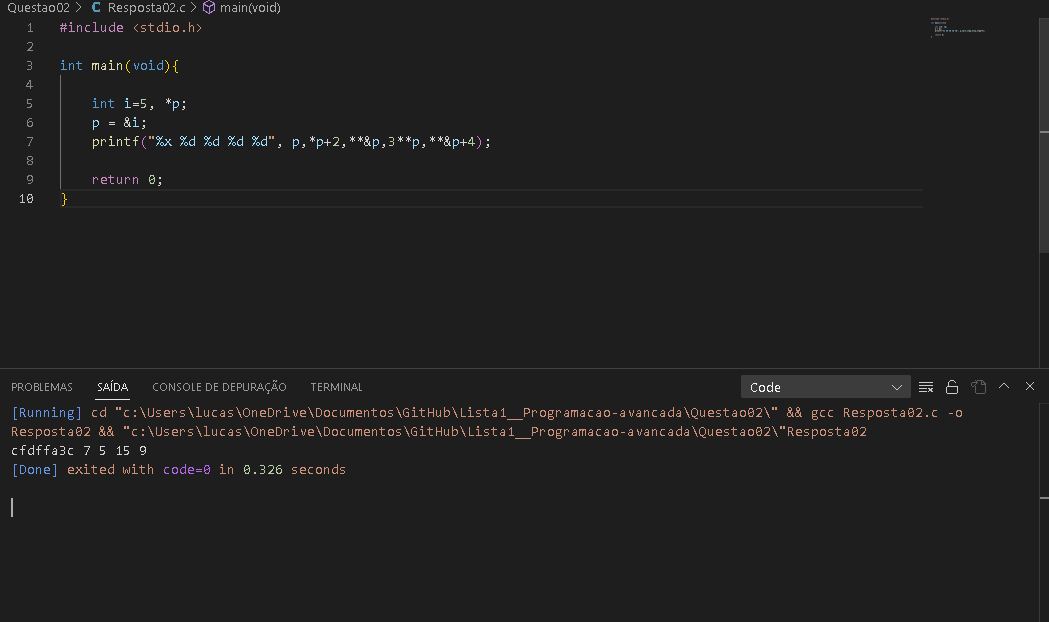 Questao02 > C Resposta02.c > main(void)
1 #include <stdio.h>
2
3 int main(void){
4
5     int i=5, *p;
6     p = &i;
7     printf("%x %d %d %d %d", p,*p+2,**&p,3**p,**&p+4);
8
9     return 0;
10 }
PROBLEMAS SAÍDA CONSOLE DE DEPURAÇÃO TERMINAL Code
[Running] cd "c:\Users\lucas\OneDrive\Documentos\GitHub\Lista1__Programacao-avancada\Questao02\" && gcc Resposta02.c -o
Resposta02 && "c:\Users\lucas\OneDrive\Documentos\GitHub\Lista1__Programacao-avancada\Questao02\"Resposta02
cfdffa3c 7 5 15 9
[Done] exited with code=0 in 0.326 seconds